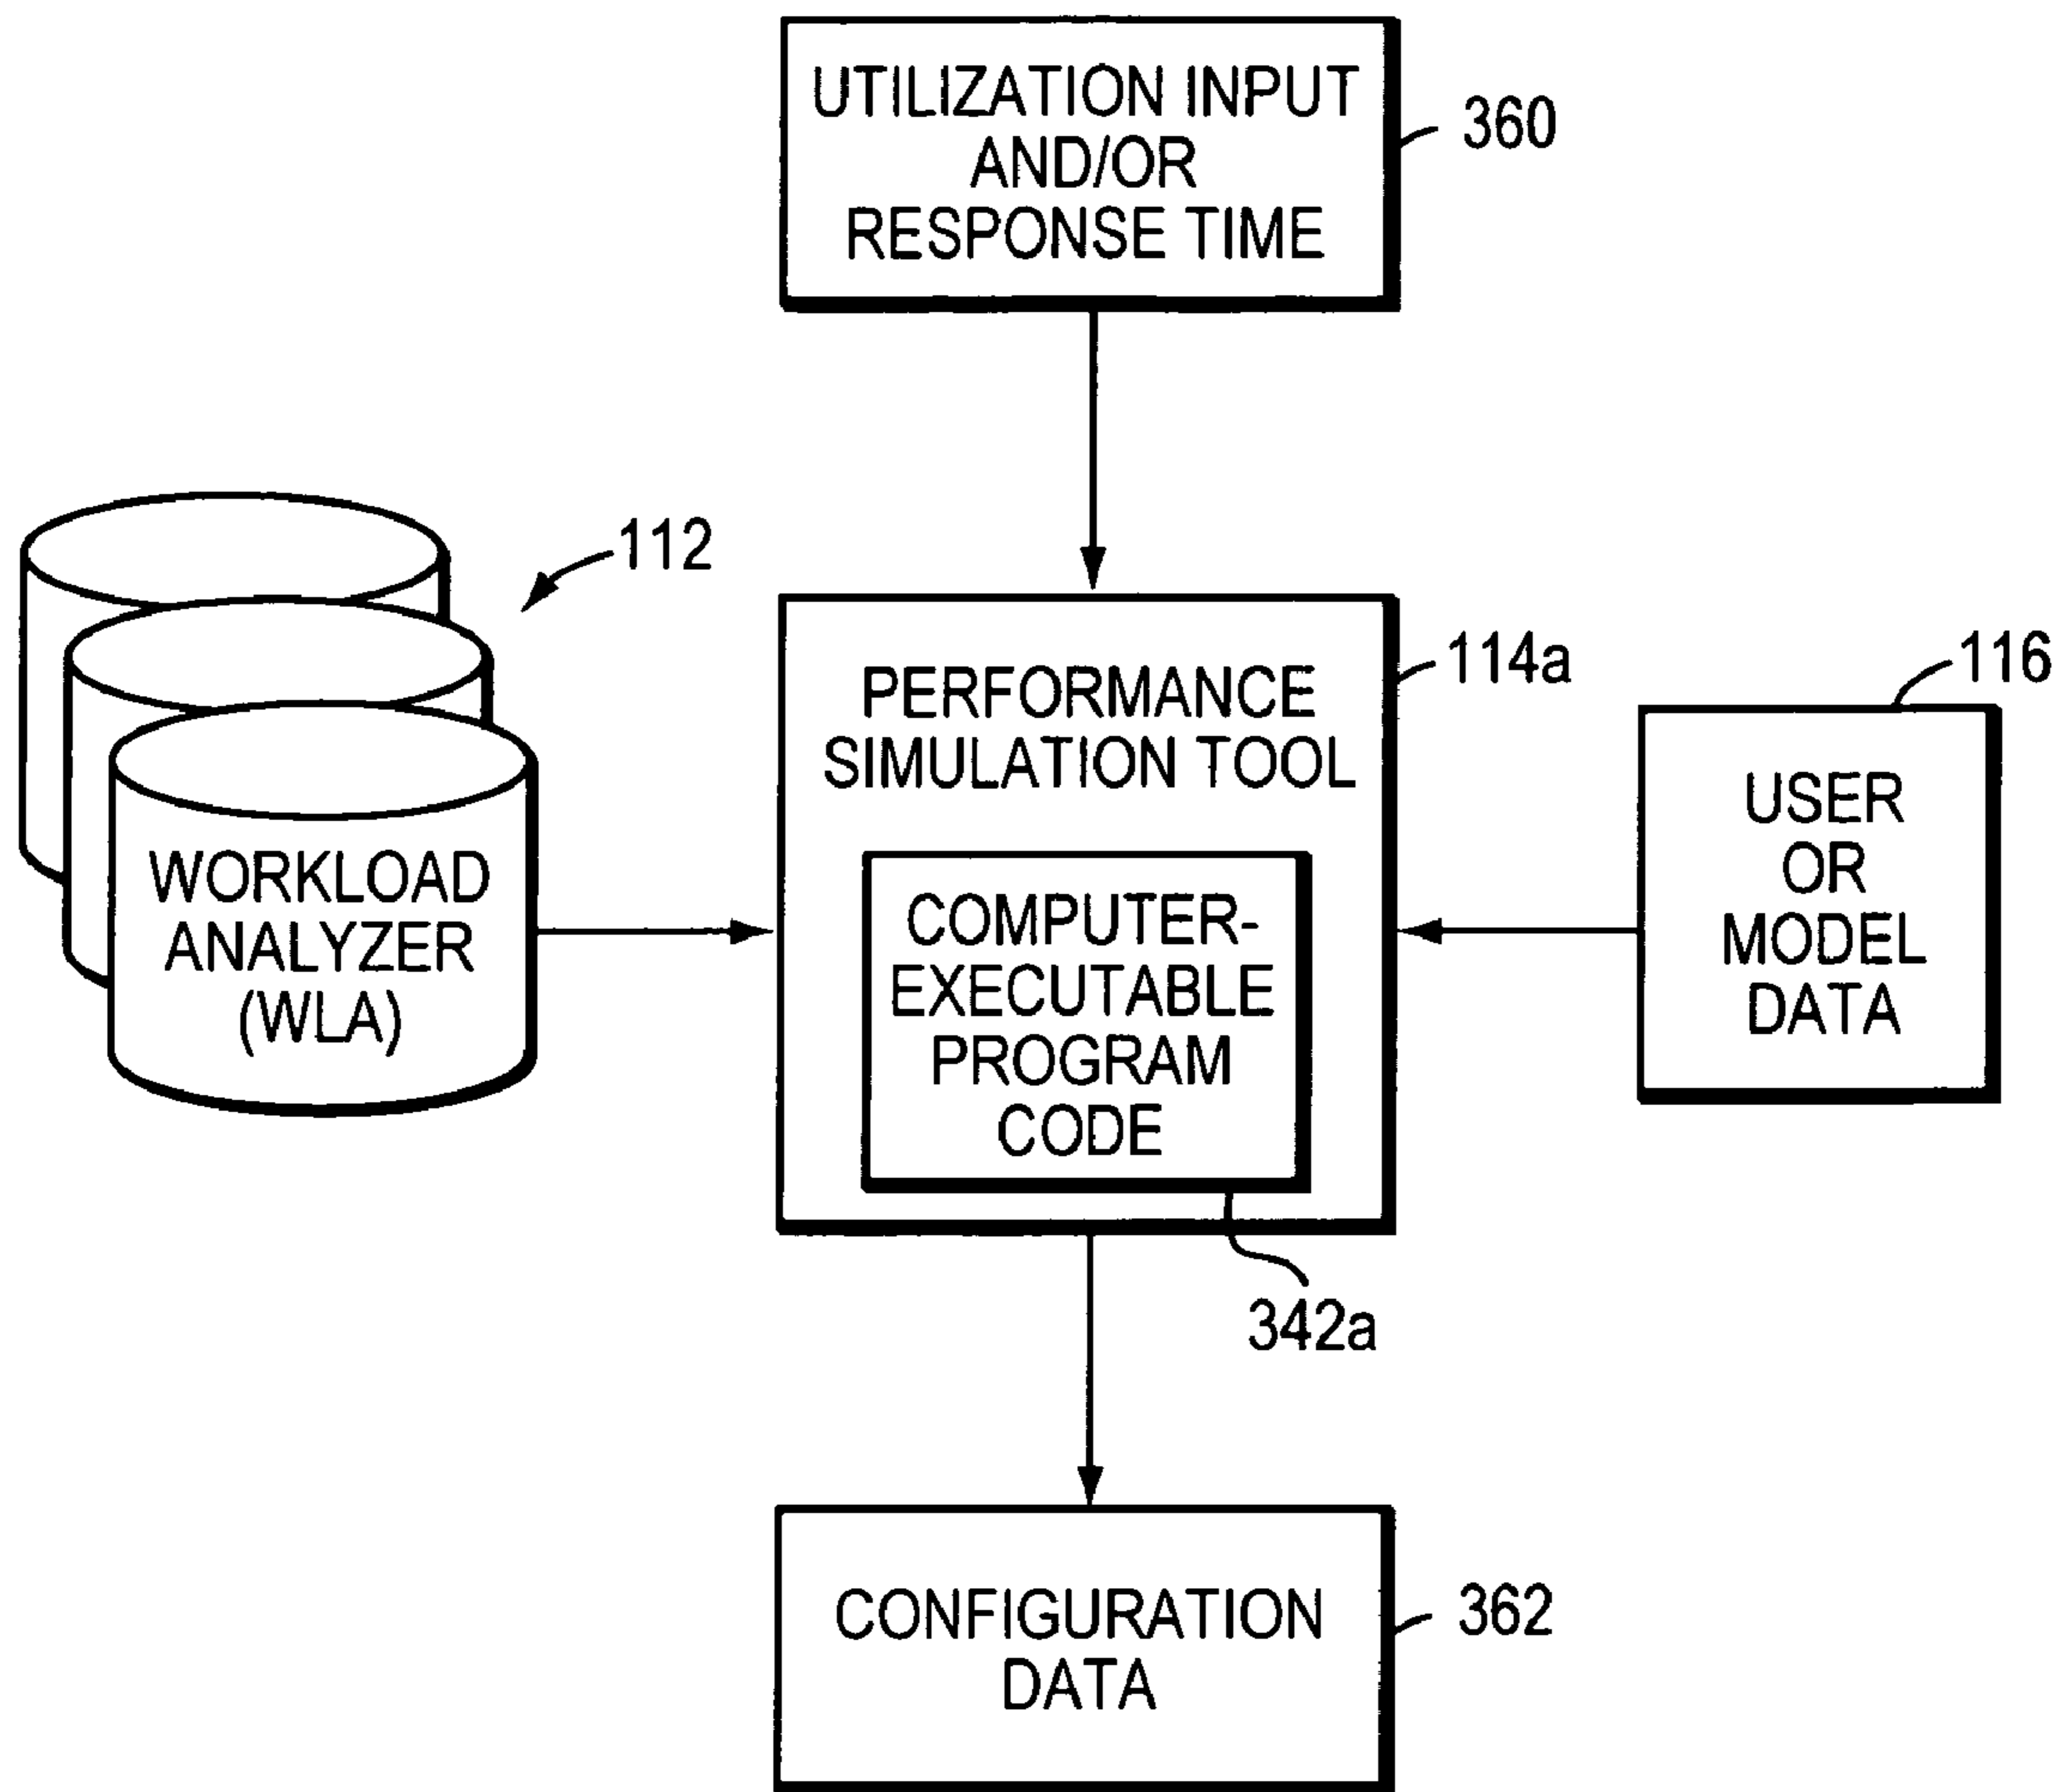 UTILIZATION INPUT
AND/OR
RESPONSE TIME
360
112
WORKLOAD
ANALYZER
(WLA)
PERFORMANCE
SIMULATION TOOL
114a
COMPUTER-
EXECUTABLE
PROGRAM
CODE
342a
116
USER
OR
MODEL
DATA
CONFIGURATION
DATA
362